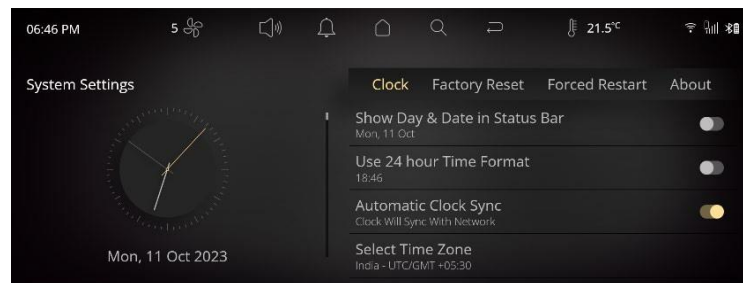 06:46 PM
5
21.5°C
System Settings
Clock Factory Reset Forced Restart About
Show Day & Date in Status Bar
Mon, 11 Oct
Use 24 hour Time Format
18:46
Automatic Clock Sync
Clock Will Sync With Network
Select Time Zone
India - UTC/GMT +05:30
Mon, 11 Oct 2023